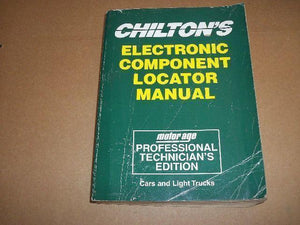 CHILTON'S
ELECTRONIC
COMPONENT
LOCATOR
MANUAL
motor age
PROFESSIONAL
TECHNICIAN'S
EDITION
Cars and Light Trucks